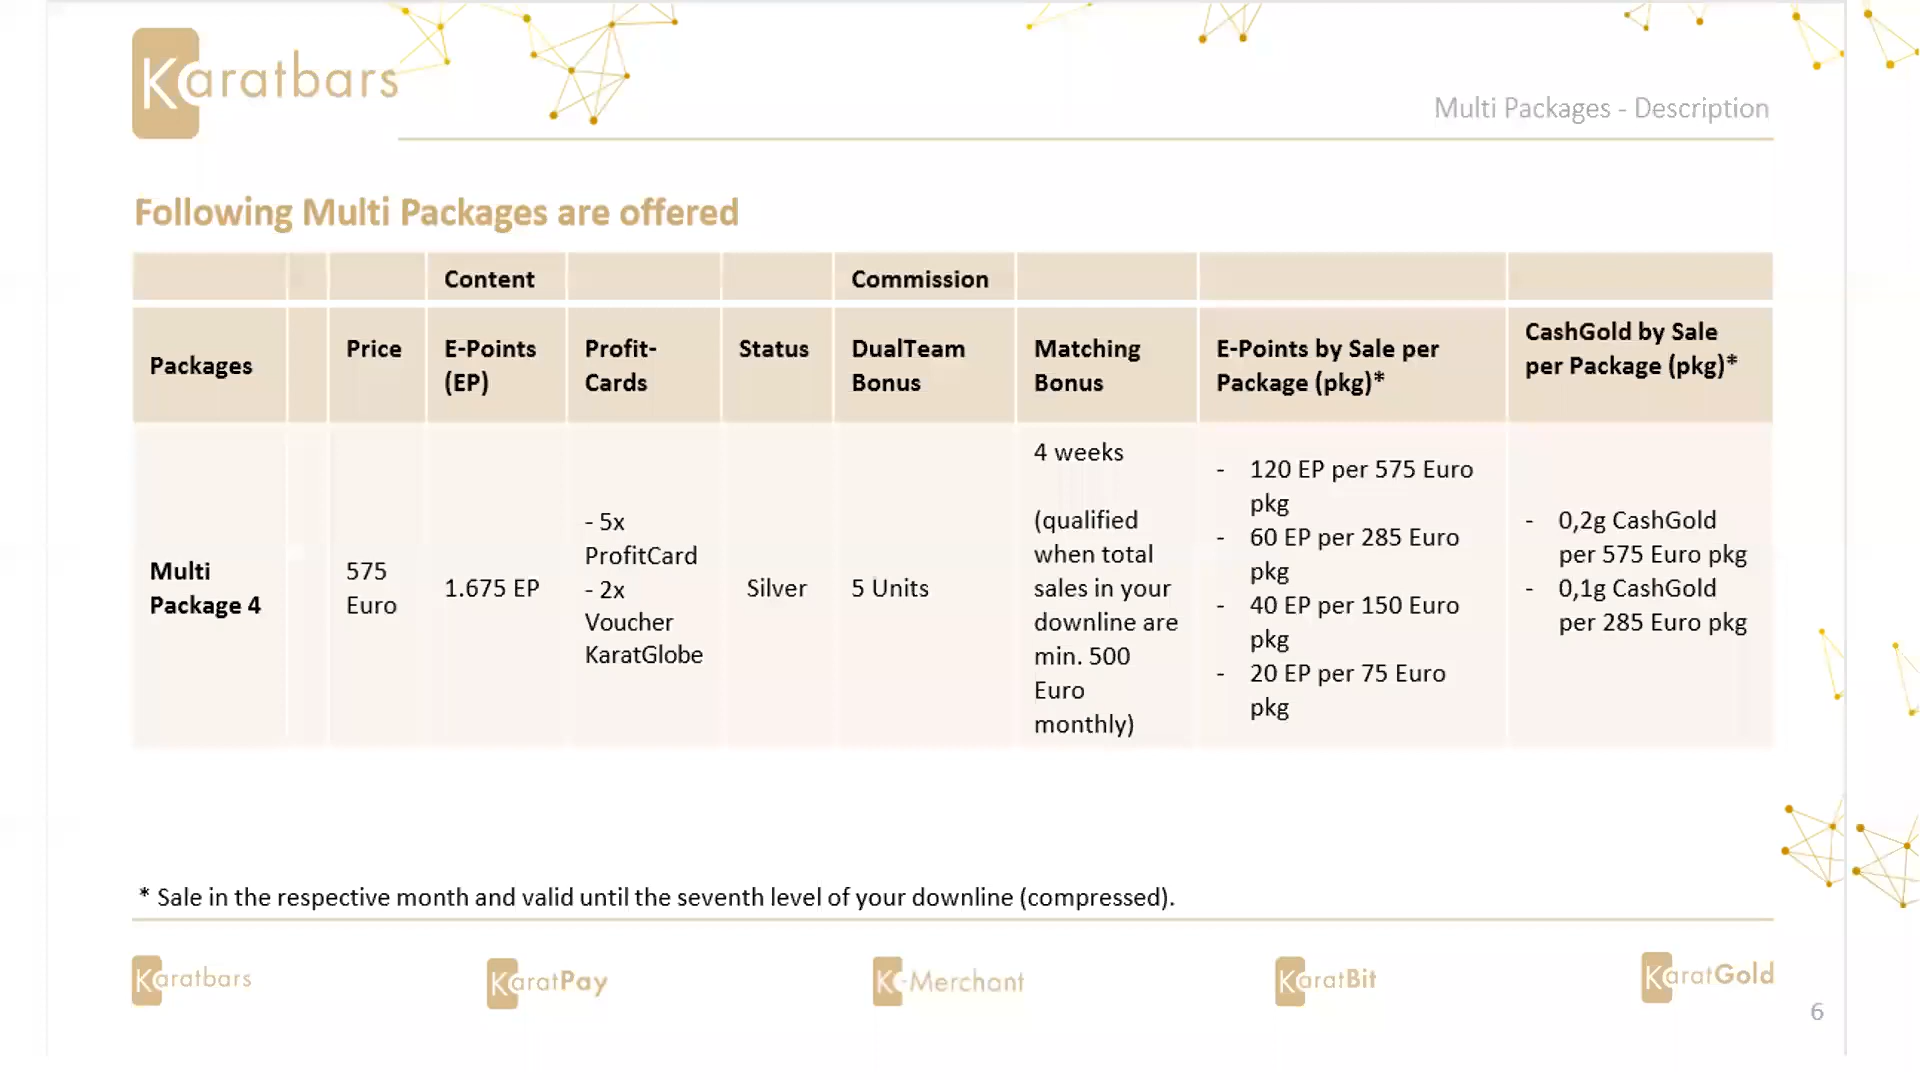 Karatbars
Multi Packages - Description
Following Multi Packages are offered
Content
Commission
Packages
Price
E-Points
(EP)
Profit-
Cards
Status
DualTeam
Bonus
Matching
Bonus
E-Points by Sale per
Package (pkg)*
CashGold by Sale
per Package (pkg)*
Multi
Package 4
575
Euro
1.675 EP
- 5x
ProfitCard
- 2x
Voucher
KaratGlobe
Silver
5 Units
4 weeks
(qualified
when total
sales in your
downline are
min. 500
Euro
monthly)
- 120 EP per 575 Euro
pkg
- 60 EP per 285 Euro
pkg
- 40 EP per 150 Euro
pkg
- 20 EP per 75 Euro
pkg
- 0,2g CashGold
per 575 Euro pkg
- 0,1g CashGold
per 285 Euro pkg
* Sale in the respective month and valid until the seventh level of your downline (compressed).
Karatbars
KaratPay
K-Merchant
KaratBit
KaratGold
6